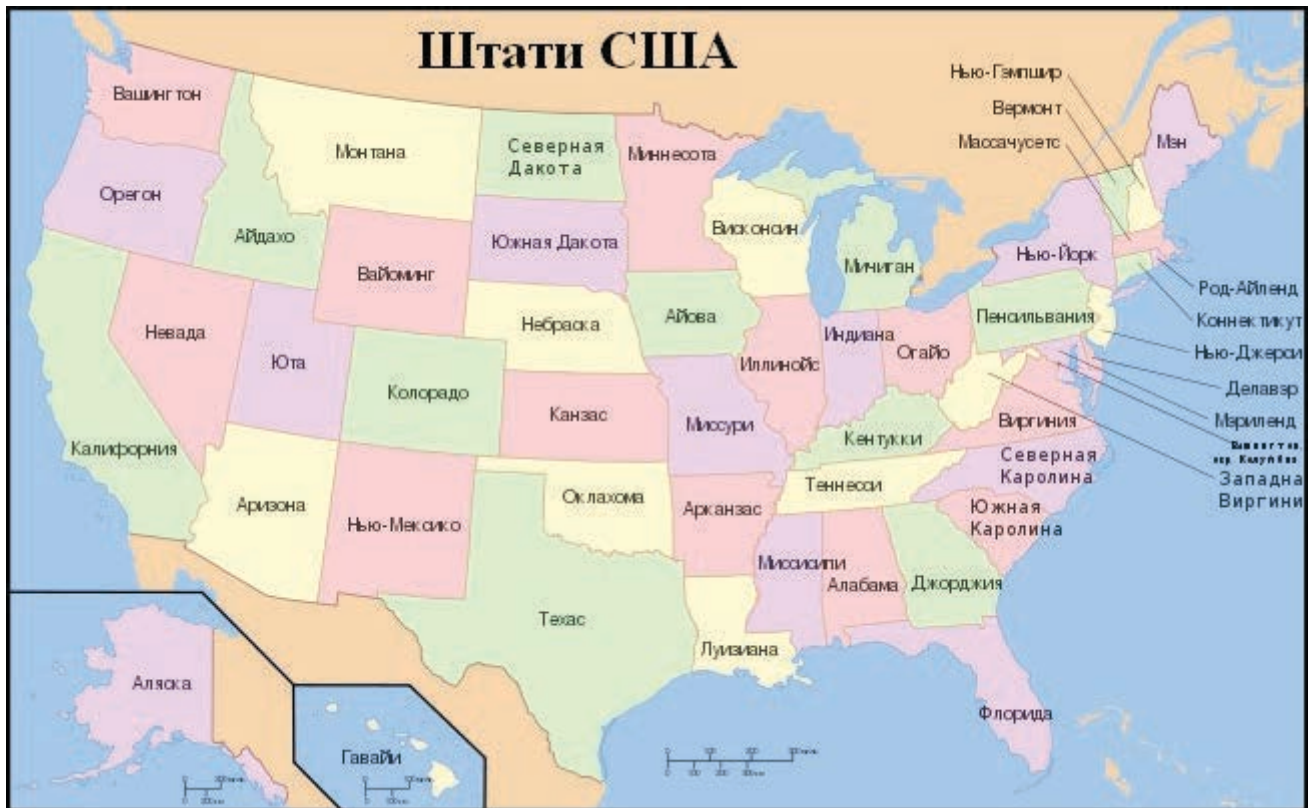 Штати США
Нью-Гэмпшир
Вермонт
Массачусетс
Мэн
Вашингтон
Монтана
Северная
Дакота
Миннесота
Орегон
Айдахо
Южная Дакота
Висконсин
Нью-Йорк
Вайоминг
Мичиган
Род-Айленд
Коннектикут
Невада
Небраска
Айова
Пенсильвания
Юта
Иллинойс
Индиана
Огайо
Нью-Джерси
Колорадо
Делавэр
Канзас
Миссури
Виргиния
Мэриленд
Калифорния
Кентукки
Северная
Каролина
Западна
Виргини
Аризона
Оклахома
Теннесси
Нью-Мексико
Арканзас
Южная
Каролина
Миссисипи
Алабама
Джорджия
Техас
Луизиана
Аляска
Флорида
Гавайи